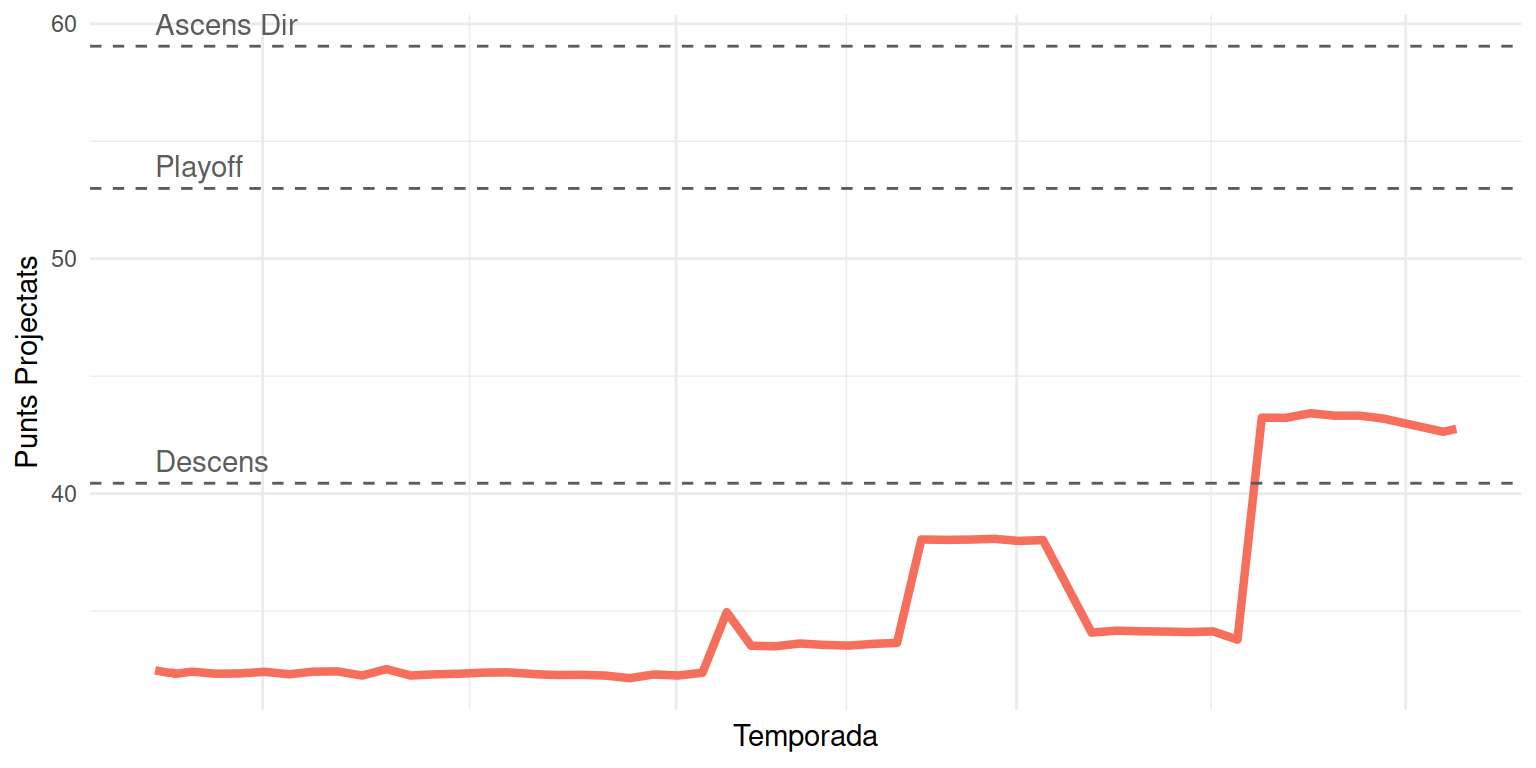 60
Ascens Dir
Playoff
50
Punts Projectats
Descens
40
Temporada